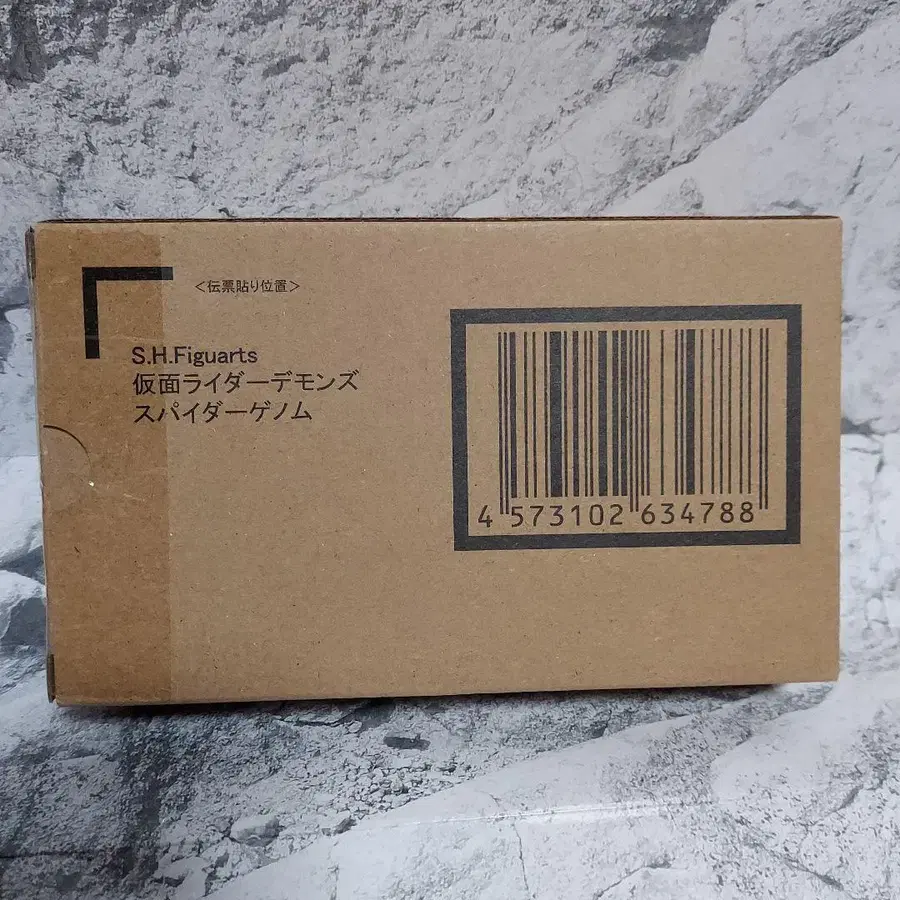 ＜伝票貼り位置＞
S.H.Figuarts
仮面ライダーデモンズ
スパイダーゲノム
4 573102 634788